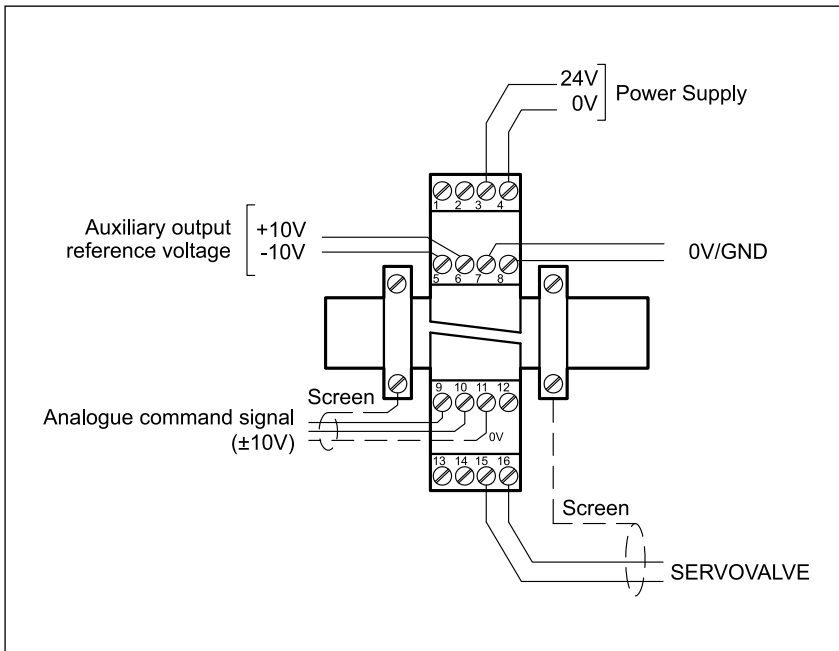 24V
0V
Power Supply
1 2 3 4
Auxiliary output
reference voltage
+10V
-10V
0V/GND
5 6 7 8
Screen
9 10 11 12
Analogue command signal
(±10V)
0V
13 14 15 16
Screen
SERVOVALVE